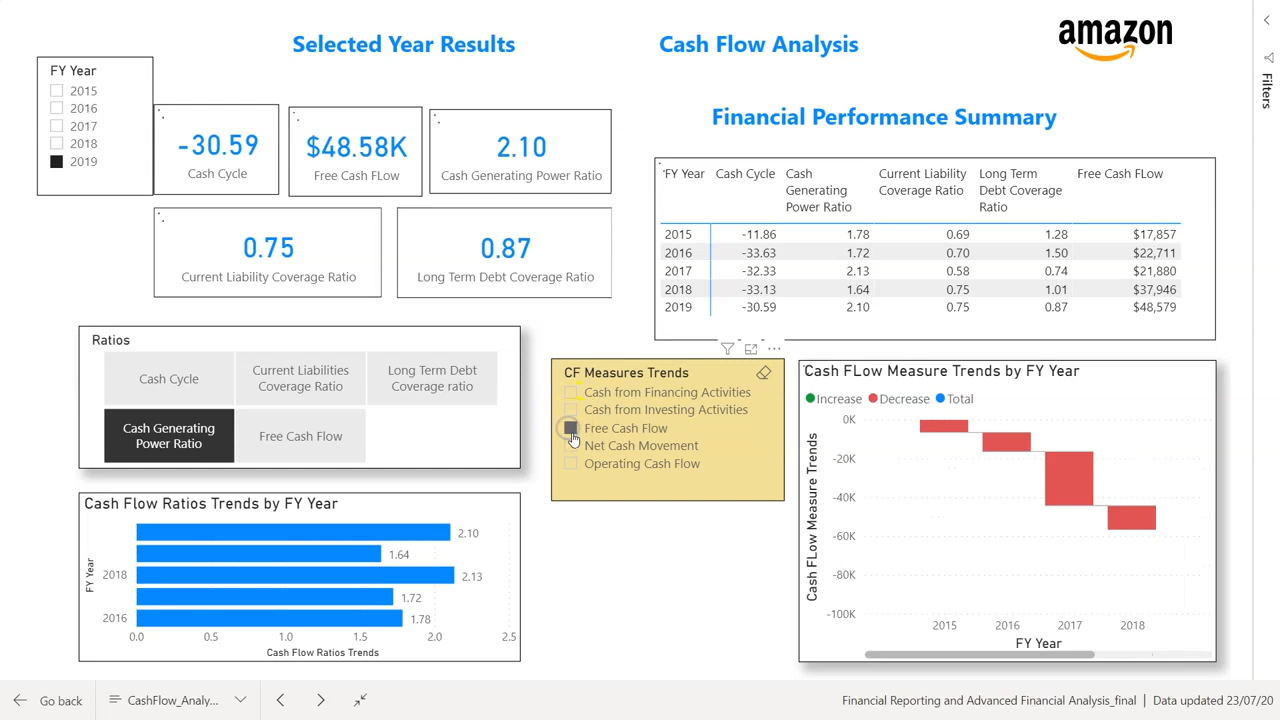 Selected Year Results
Cash Flow Analysis
amazon
Filters
FY Year
2015
2016
2017
2018
2019
-30.59
Cash Cycle
$48.58K
Free Cash FLow
2.10
Cash Generating Power Ratio
0.75
Current Liability Coverage Ratio
0.87
Long Term Debt Coverage Ratio
Financial Performance Summary
FY Year Cash Cycle Cash Generating Power Ratio Current Liability Coverage Ratio Long Term Debt Coverage Ratio Free Cash FLow
2015 -11.86 1.78 0.69 1.28 $17,857
2016 -33.63 1.72 0.70 1.50 $22,711
2017 -32.33 2.13 0.58 0.74 $21,880
2018 -33.13 1.64 0.75 1.01 $37,946
2019 -30.59 2.10 0.75 0.87 $48,579
Ratios
Cash Cycle
Current Liabilities
Coverage Ratio
Long Term Debt
Coverage ratio
Cash Generating
Power Ratio
Free Cash Flow
CF Measures Trends
Cash from Financing Activities
Cash from Investing Activities
Free Cash Flow
Net Cash Movement
Operating Cash Flow
Cash FLow Measure Trends by FY Year
Increase Decrease Total
Cash FLow Measure Trends
0K
-20K
-40K
-60K
-80K
-100K
2015 2016 2017 2018
FY Year
Cash Flow Ratios Trends by FY Year
FY Year
2.10
1.64
2018 2.13
1.72
2016 1.78
0.0 0.5 1.0 1.5 2.0 2.5
Cash Flow Ratios Trends
Go back
CashFlow_Analy...
Financial Reporting and Advanced Financial Analysis_final | Data updated 23/07/20